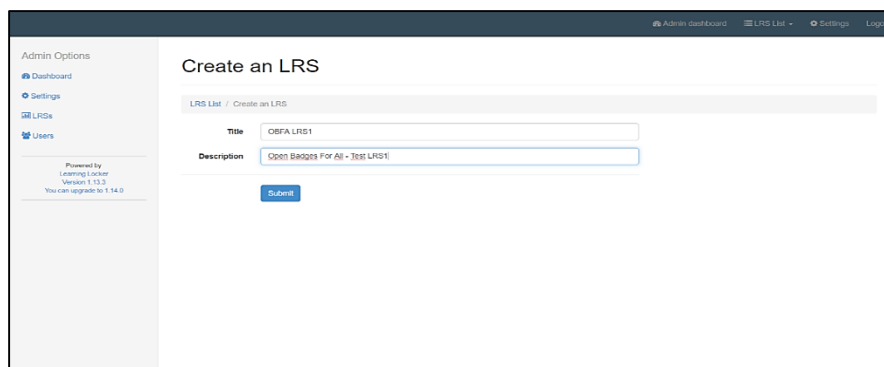 Admin dashboard LRS List Settings Logo
Admin Options
Dashboard
Settings
LRSs
Users
Powered by
Learning Locker
Version 1.13.3
You can upgrade to 1.14.0
Create an LRS
LRS List / Create an LRS
Title OBFA LRS1
Description Open Badges For All - Test LRS1
Submit